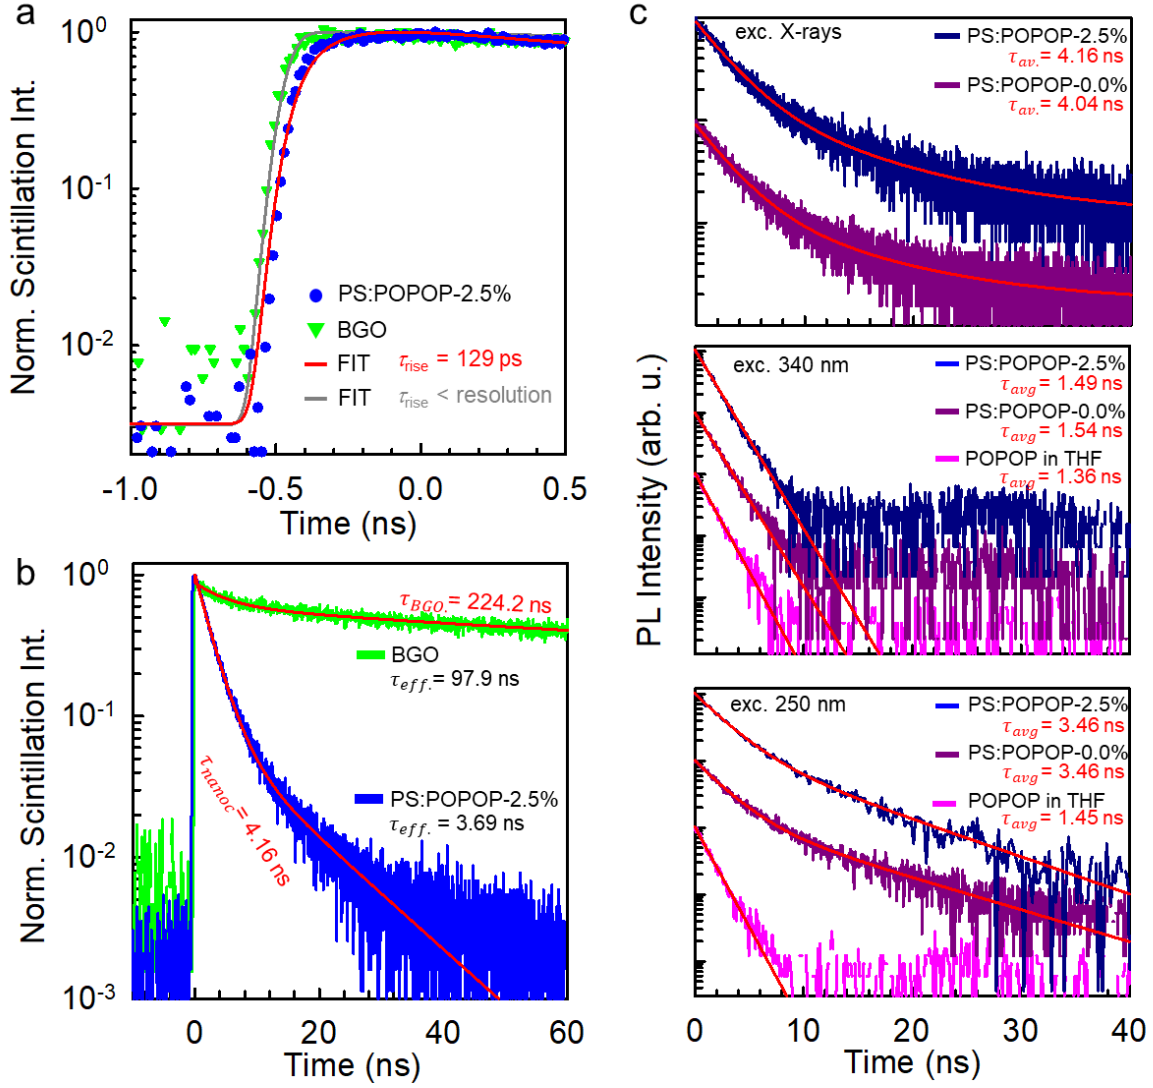 a
Norm. Scintillation Int.
10⁰
10⁻¹
10⁻²
PS:POPOP-2.5%
BGO
FIT τrise = 129 ps
FIT τrise < resolution
-1.0 -0.5 0.0 0.5
Time (ns)
b
Norm. Scintillation Int.
10⁰
10⁻¹
10⁻²
10⁻³
τBGO. = 224.2 ns
BGO
τeff. = 97.9 ns
τnanoc = 4.16 ns
PS:POPOP-2.5%
τeff. = 3.69 ns
0 20 40 60
Time (ns)
c
PL Intensity (arb. u.)
exc. X-rays
PS:POPOP-2.5%
τav. = 4.16 ns
PS:POPOP-0.0%
τav. = 4.04 ns
exc. 340 nm
PS:POPOP-2.5%
τavg = 1.49 ns
PS:POPOP-0.0%
τavg = 1.54 ns
POPOP in THF
τavg = 1.36 ns
exc. 250 nm
PS:POPOP-2.5%
τavg = 3.46 ns
PS:POPOP-0.0%
τavg = 3.46 ns
POPOP in THF
τavg = 1.45 ns
0 10 20 30 40
Time (ns)